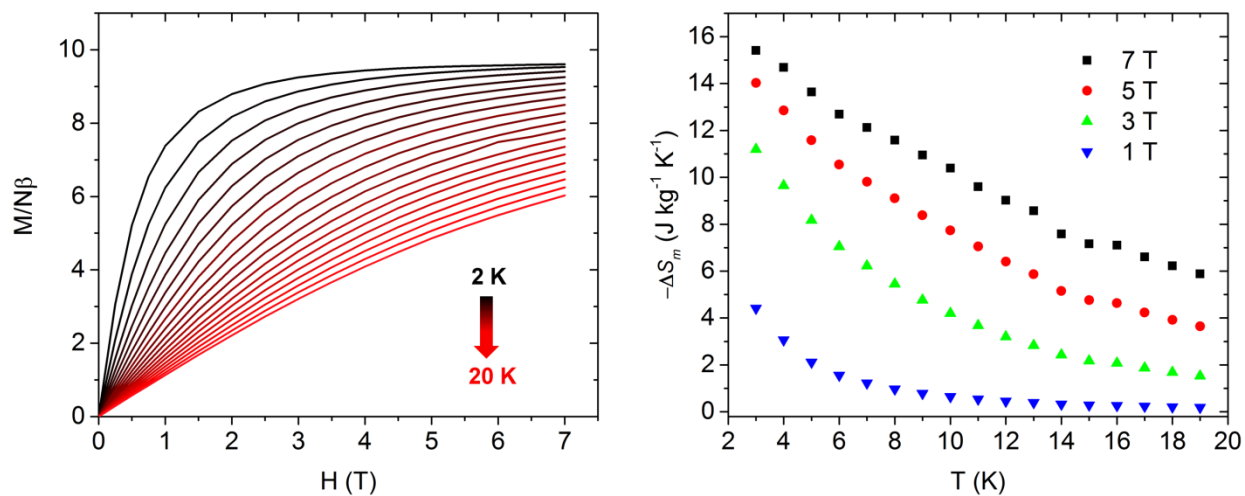 10
8
6
4
2
0
M/Nβ
0 1 2 3 4 5 6 7
H (T)
2 K
20 K
16
14
12
10
8
6
4
2
0
−ΔSm (J kg-1 K-1)
2 4 6 8 10 12 14 16 18 20
T (K)
7 T
5 T
3 T
1 T